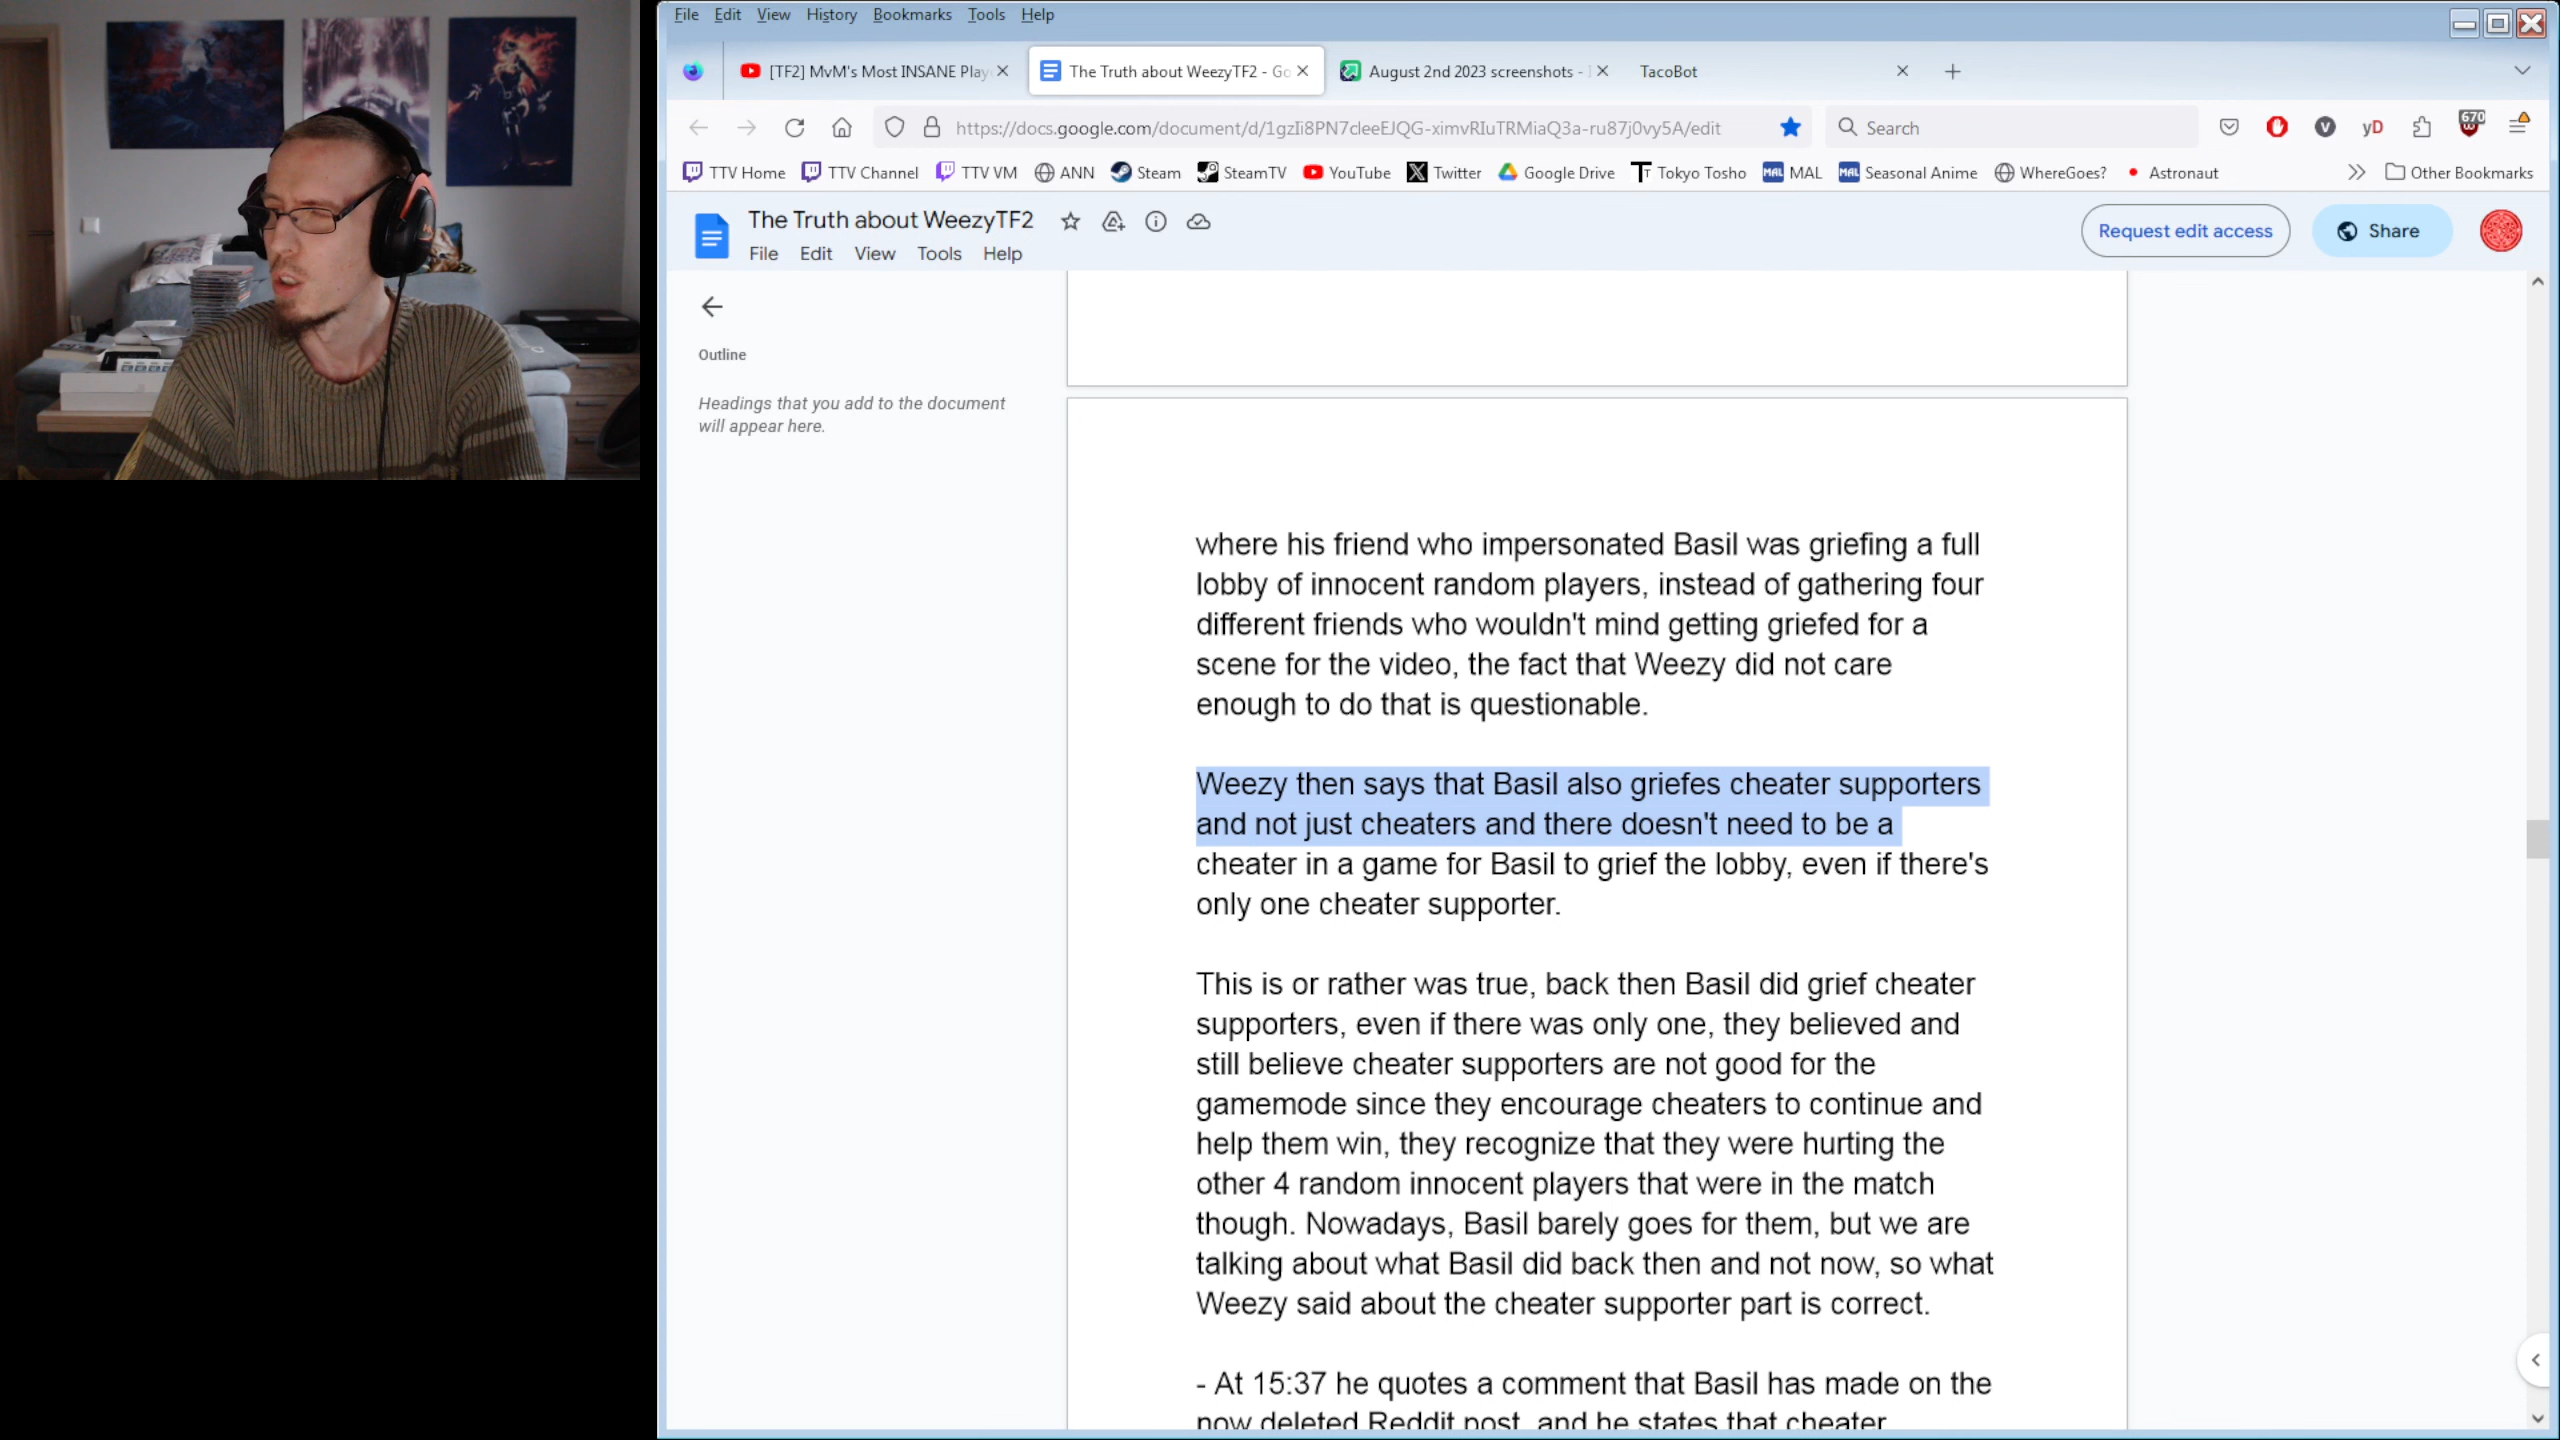 File Edit View History Bookmarks Tools Help
[TF2] MvM's Most INSANE Play
The Truth about WeezyTF2 - Go
August 2nd 2023 screenshots -
TacoBot
https://docs.google.com/document/d/1gzIi8PN7cleeEJQG-ximvRIuTRMiaQ3a-ru87j0vy5A/edit
Search
670
TTV Home TTV Channel TTV VM ANN Steam SteamTV YouTube Twitter Google Drive Tokyo Tosho MAL Seasonal Anime WhereGoes? Astronaut Other Bookmarks
The Truth about WeezyTF2
File Edit View Tools Help
Request edit access
Share
Outline
Headings that you add to the document
will appear here.
where his friend who impersonated Basil was griefing a full
lobby of innocent random players, instead of gathering four
different friends who wouldn't mind getting griefed for a
scene for the video, the fact that Weezy did not care
enough to do that is questionable.
Weezy then says that Basil also griefes cheater supporters
and not just cheaters and there doesn't need to be a
cheater in a game for Basil to grief the lobby, even if there's
only one cheater supporter.
This is or rather was true, back then Basil did grief cheater
supporters, even if there was only one, they believed and
still believe cheater supporters are not good for the
gamemode since they encourage cheaters to continue and
help them win, they recognize that they were hurting the
other 4 random innocent players that were in the match
though. Nowadays, Basil barely goes for them, but we are
talking about what Basil did back then and not now, so what
Weezy said about the cheater supporter part is correct.
- At 15:37 he quotes a comment that Basil has made on the
now deleted Reddit post, and he states that cheater